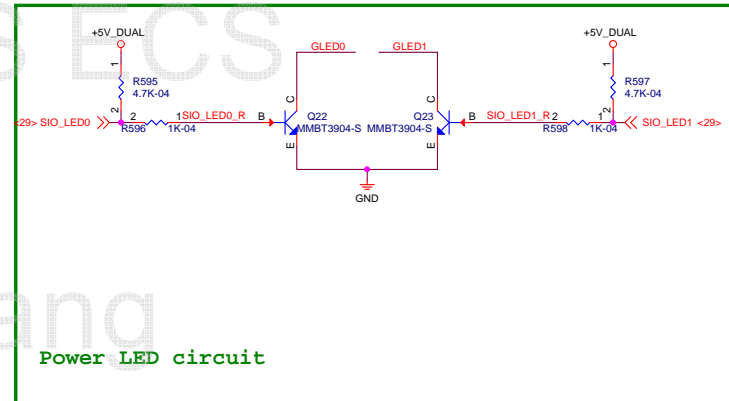 S ECS
+5V_DUAL
+5V_DUAL
GLED0
GLED1
1
1
R595
4.7K-04
R597
4.7K-04
2
2
C
C
<29> SIO_LED0
2
1
SIO_LED0_R
B
Q22
Q23
B
SIO_LED1_R
2
1
SIO_LED1 <29>
R596
1K-04
MMBT3904-S
MMBT3904-S
R598
1K-04
E
E
GND
ang
Power LED circuit